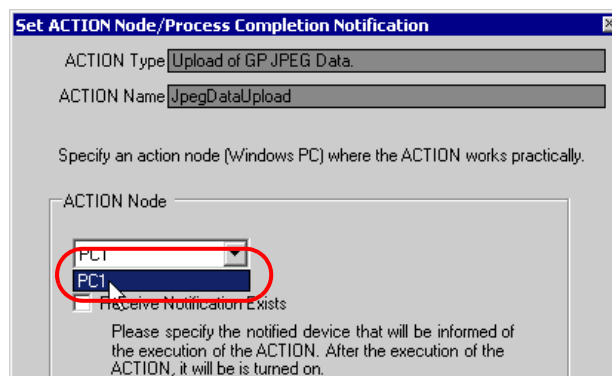 Set ACTION Node/Process Completion Notification
ACTION Type Upload of GP JPEG Data.
ACTION Name JpegDataUpload
Specify an action node (Windows PC) where the ACTION works practically.
ACTION Node
PC1
PC1
Receive Notification Exists
Please specify the notified device that will be informed of
the execution of the ACTION. After the execution of the
ACTION, it will be is turned on.